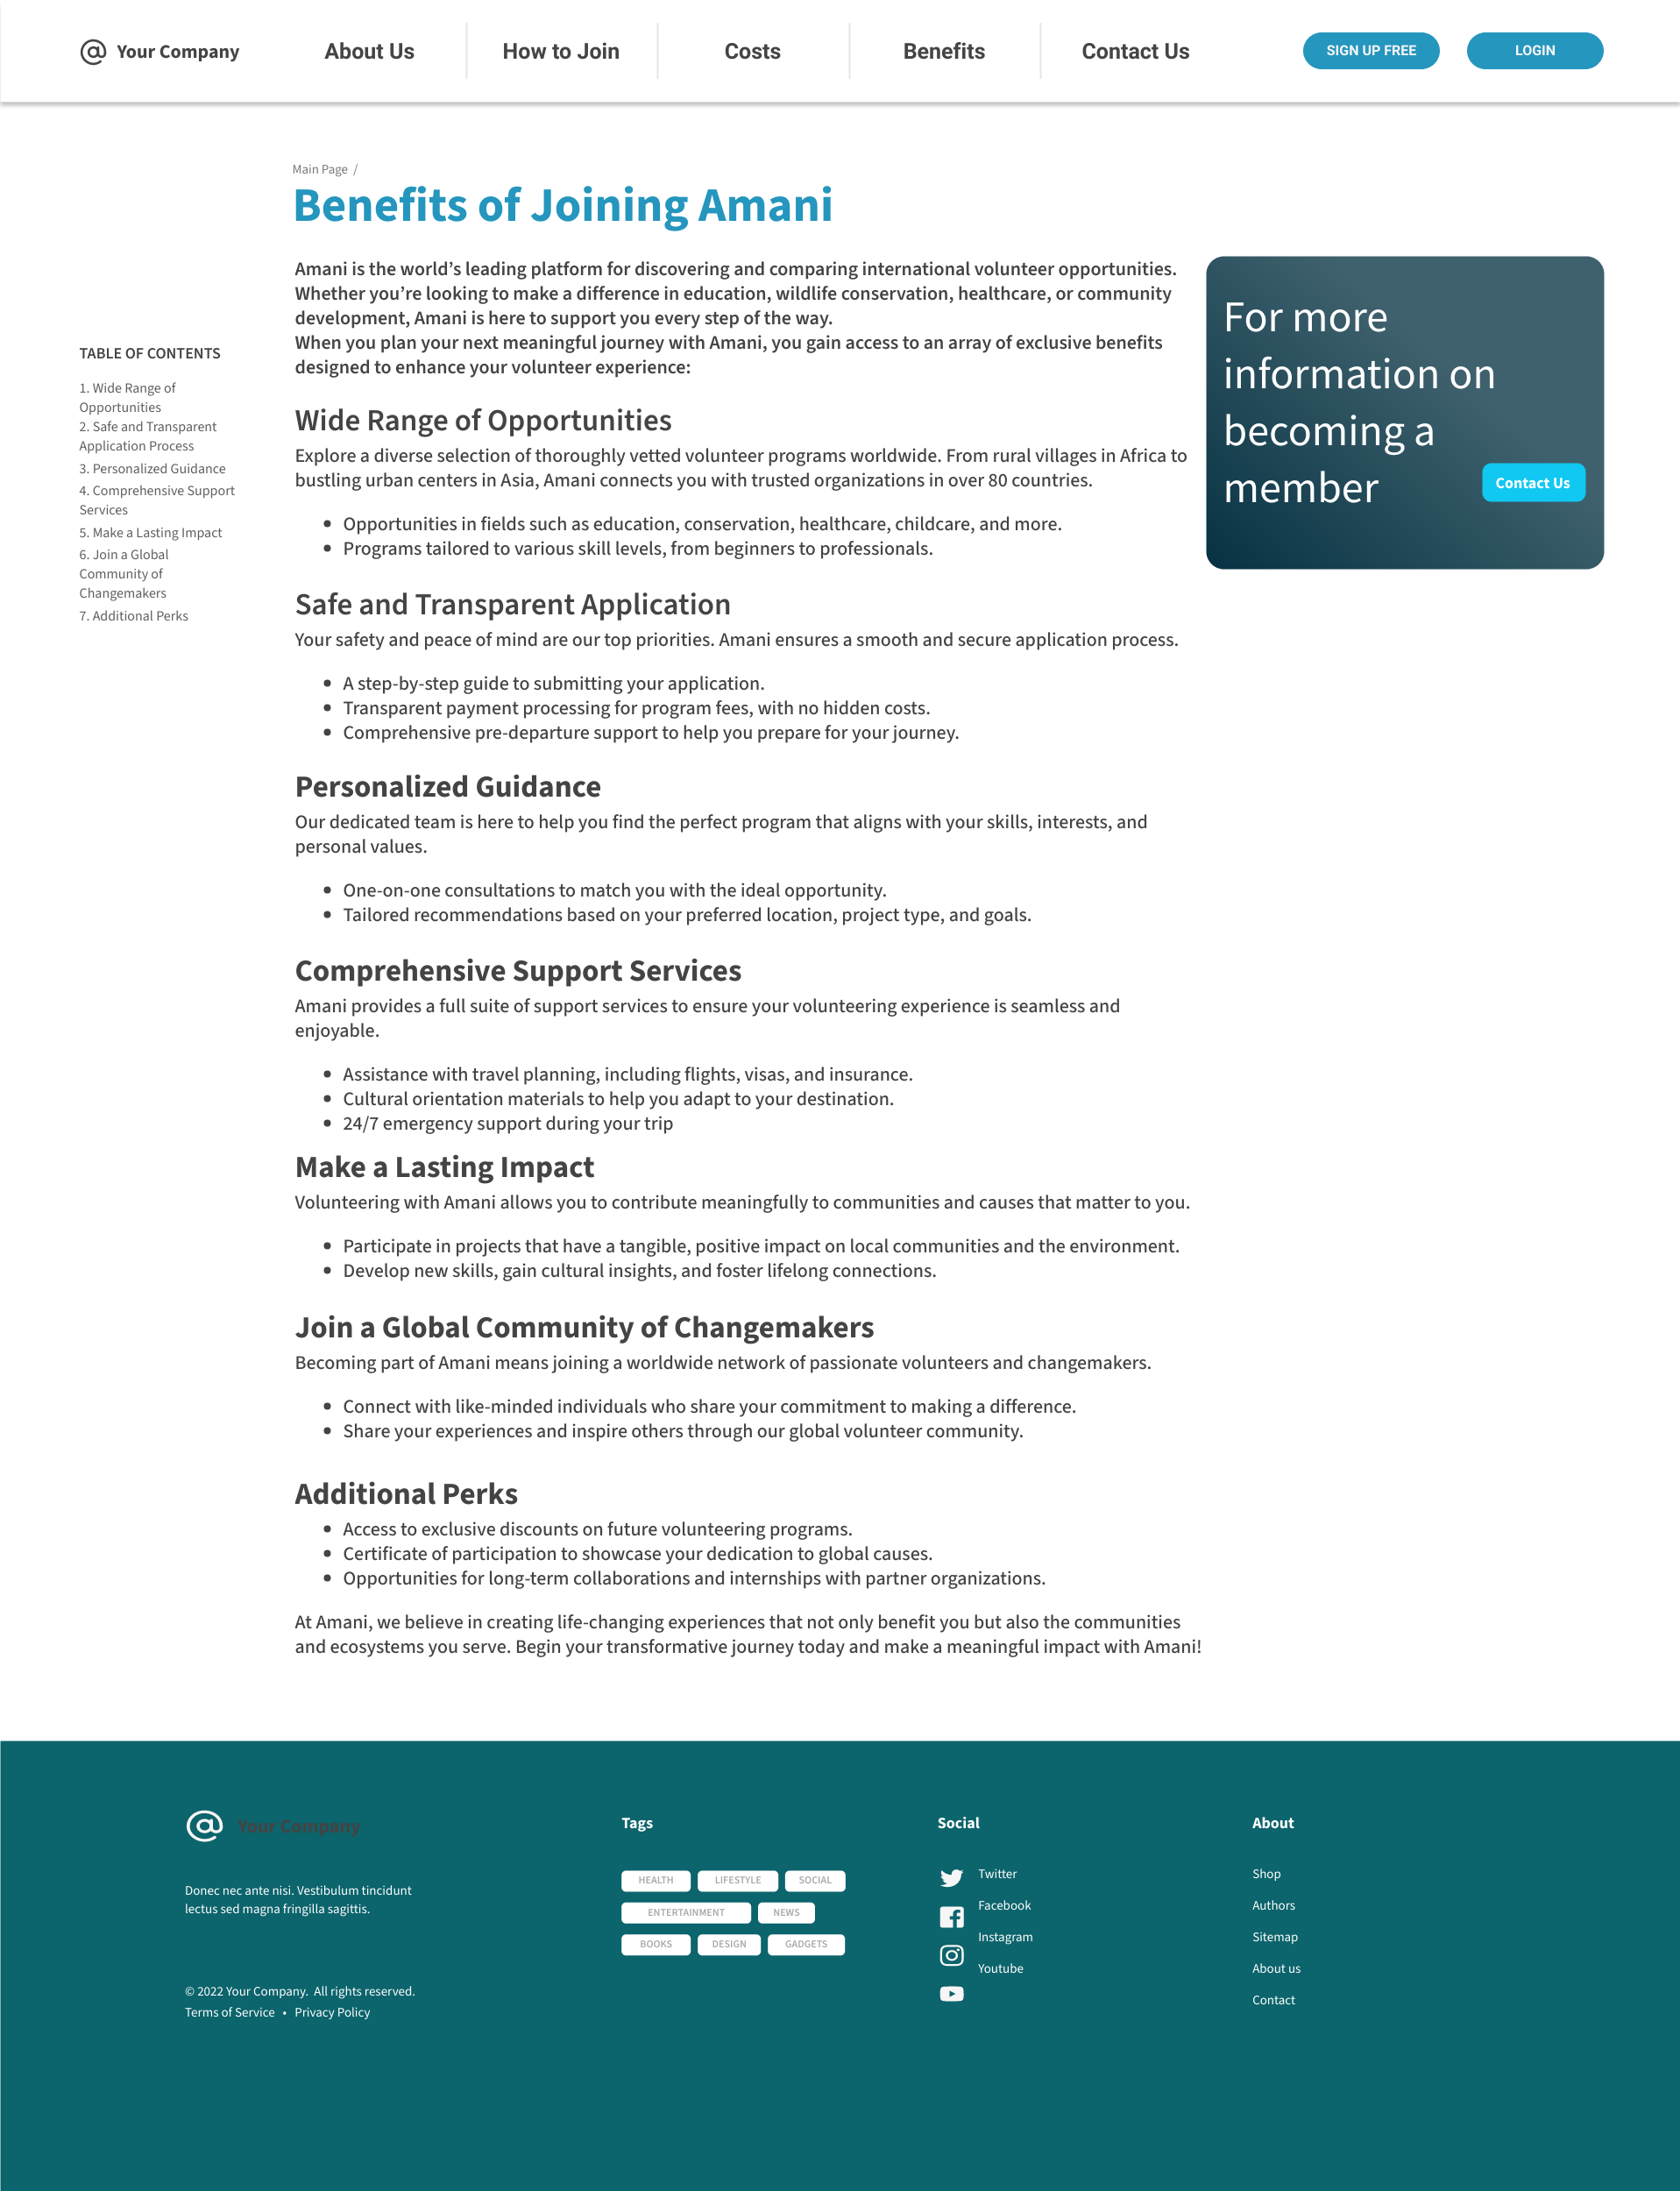 @ Your Company
About Us
How to Join
Costs
Benefits
Contact Us
SIGN UP FREE
LOGIN
Main Page /
Benefits of Joining Amani
Amani is the world’s leading platform for discovering and comparing international volunteer opportunities.
Whether you’re looking to make a difference in education, wildlife conservation, healthcare, or community
development, Amani is here to support you every step of the way.
When you plan your next meaningful journey with Amani, you gain access to an array of exclusive benefits
designed to enhance your volunteer experience:
TABLE OF CONTENTS
1. Wide Range of
Opportunities
2. Safe and Transparent
Application Process
3. Personalized Guidance
4. Comprehensive Support
Services
5. Make a Lasting Impact
6. Join a Global
Community of
Changemakers
7. Additional Perks
For more
information on
becoming a
member
Contact Us
Wide Range of Opportunities
Explore a diverse selection of thoroughly vetted volunteer programs worldwide. From rural villages in Africa to
bustling urban centers in Asia, Amani connects you with trusted organizations in over 80 countries.
• Opportunities in fields such as education, conservation, healthcare, childcare, and more.
• Programs tailored to various skill levels, from beginners to professionals.
Safe and Transparent Application
Your safety and peace of mind are our top priorities. Amani ensures a smooth and secure application process.
• A step-by-step guide to submitting your application.
• Transparent payment processing for program fees, with no hidden costs.
• Comprehensive pre-departure support to help you prepare for your journey.
Personalized Guidance
Our dedicated team is here to help you find the perfect program that aligns with your skills, interests, and
personal values.
• One-on-one consultations to match you with the ideal opportunity.
• Tailored recommendations based on your preferred location, project type, and goals.
Comprehensive Support Services
Amani provides a full suite of support services to ensure your volunteering experience is seamless and
enjoyable.
• Assistance with travel planning, including flights, visas, and insurance.
• Cultural orientation materials to help you adapt to your destination.
• 24/7 emergency support during your trip
Make a Lasting Impact
Volunteering with Amani allows you to contribute meaningfully to communities and causes that matter to you.
• Participate in projects that have a tangible, positive impact on local communities and the environment.
• Develop new skills, gain cultural insights, and foster lifelong connections.
Join a Global Community of Changemakers
Becoming part of Amani means joining a worldwide network of passionate volunteers and changemakers.
• Connect with like-minded individuals who share your commitment to making a difference.
• Share your experiences and inspire others through our global volunteer community.
Additional Perks
• Access to exclusive discounts on future volunteering programs.
• Certificate of participation to showcase your dedication to global causes.
• Opportunities for long-term collaborations and internships with partner organizations.
At Amani, we believe in creating life-changing experiences that not only benefit you but also the communities
and ecosystems you serve. Begin your transformative journey today and make a meaningful impact with Amani!
@ Your Company
Donec nec ante nisi. Vestibulum tincidunt
lectus sed magna fringilla sagittis.
© 2022 Your Company. All rights reserved.
Terms of Service • Privacy Policy
Tags
HEALTH
LIFESTYLE
SOCIAL
ENTERTAINMENT
NEWS
BOOKS
DESIGN
GADGETS
Social
Twitter
Facebook
Instagram
Youtube
About
Shop
Authors
Sitemap
About us
Contact